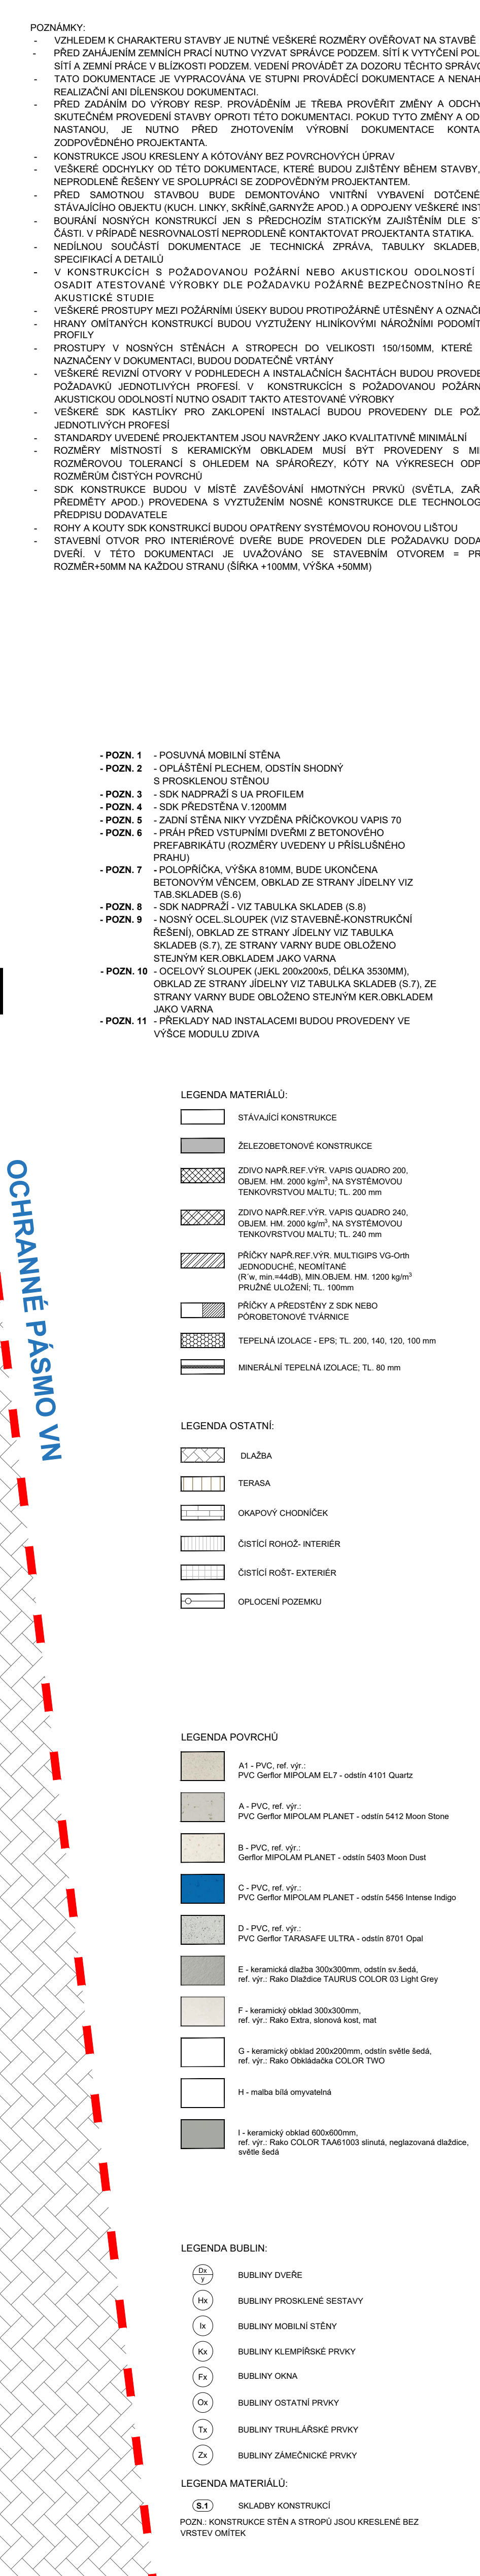 POZNÁMKY:
- VZHLEDEM K CHARAKTERU STAVBY JE NUTNÉ VEŠKERÉ ROZMĚRY OVĚŘOVAT NA STAVBĚ
- PŘED ZAHÁJENÍM ZEMNÍCH PRACÍ NUTNO VYZVAT SPRÁVCE PODZEM. SÍTÍ K VYTYČENÍ
SÍTÍ A ZEMNÍ PRÁCE V BLÍZKOSTI PODZEM. VEDENÍ PROVÁDĚT ZA DOZORU TĚCHTO
- TATO DOKUMENTACE JE VYPRACOVÁNA VE STUPNI PROVÁDĚCÍ DOKUMENTACE A
REALIZAČNÍ ANI DÍLENSKOU DOKUMENTACI.
- PŘED ZADÁNÍM DO VÝROBY RESP. PROVÁDĚNÍM JE TŘEBA PROVĚŘIT ZMĚNY A
SKUTEČNÉM PROVEDENÍ STAVBY OPROTI TÉTO DOKUMENTACI. POKUD TYTO ZMĚNY A
NASTANOU, JE NUTNO PŘED ZHOTOVENÍM VÝROBNÍ DOKUMENTACE
ZODPOVĚDNÉHO PROJEKTANTA.
- KONSTRUKCE JSOU KRESLENY A KÓTOVÁNY BEZ POVRCHOVÝCH ÚPRAV
- VEŠKERÉ ODCHYLKY OD TÉTO DOKUMENTACE, KTERÉ BUDOU ZJIŠTĚNY BĚHEM STAVBY,
NEPRODLENĚ ŘEŠENY VE SPOLUPRÁCI SE ZODPOVĚDNÝM PROJEKTANTEM.
- PŘED SAMOTNOU STAVBOU BUDE DEMONTOVÁNO VNITŘNÍ VYBAVENÍ DOTČENÉ
STÁVAJÍCÍHO OBJEKTU (KUCH. LINKY, SKŘÍNĚ,GARNÝŽE APOD.) A ODPOJENY VEŠKERÉ
- BOURÁNÍ NOSNÝCH KONSTRUKCÍ JEN S PŘEDCHOZÍM STATICKÝM ZAJIŠTĚNÍM DLE
ČÁSTI. V PŘÍPADĚ NESROVNALOSTÍ NEPRODLENĚ KONTAKTOVAT PROJEKTANTA STATIKA.
- NEDÍLNOU SOUČÁSTÍ DOKUMENTACE JE TECHNICKÁ ZPRÁVA, TABULKY SKLADEB,
SPECIFIKACÍ A DETAILŮ
- V KONSTRUKCÍCH S POŽADOVANOU POŽÁRNÍ NEBO AKUSTICKOU ODOLNOSTÍ
OSADIT ATESTOVANÉ VÝROBKY DLE POŽADAVKU POŽÁRNĚ BEZPEČNOSTNÍHO
AKUSTICKÉ STUDIE
- VEŠKERÉ PROSTUPY MEZI POŽÁRNÍMI ÚSEKY BUDOU PROTIPOŽÁRNĚ UTĚSNĚNY A
- HRANY OMÍTANÝCH KONSTRUKCÍ BUDOU VYZTUŽENY HLINÍKOVÝMI NÁROŽNÍMI
PROFILY
- PROSTUPY V NOSNÝCH STĚNÁCH A STROPECH DO VELIKOSTI 150/150MM, KTERÉ
NAZNAČENY V DOKUMENTACI, BUDOU DODATEČNĚ VRTÁNY
- VEŠKERÉ REVIZNÍ OTVORY V PODHLEDECH A INSTALAČNÍCH ŠACHTÁCH BUDOU
POŽADAVKŮ JEDNOTLIVÝCH PROFESÍ. V KONSTRUKCÍCH S POŽADOVANOU
AKUSTICKOU ODOLNOSTÍ NUTNO OSADIT TAKTO ATESTOVANÉ VÝROBKY
- VEŠKERÉ SDK KASTLÍKY PRO ZAKLOPENÍ INSTALACÍ BUDOU PROVEDENY DLE
JEDNOTLIVÝCH PROFESÍ
- STANDARDY UVEDENÉ PROJEKTANTEM JSOU NAVRŽENY JAKO KVALITATIVNĚ MINIMÁLNÍ
- ROZMĚRY MÍSTNOSTÍ S KERAMICKÝM OBKLADEM MUSÍ BÝT PROVEDENY S
ROZMĚROVOU TOLERANCÍ S OHLEDEM NA SPÁROŘEZY, KÓTY NA VÝKRESECH
ROZMĚRŮM ČISTÝCH POVRCHŮ
- SDK KONSTRUKCE BUDOU V MÍSTĚ ZAVĚŠOVÁNÍ HMOTNÝCH PRVKŮ (SVĚTLA,
PŘEDMĚTY APOD.) PROVEDENA S VYZTUŽENÍM NOSNÉ KONSTRUKCE DLE
PŘEDPISU DODAVATELE
- ROHY A KOUTY SDK KONSTRUKCÍ BUDOU OPATŘENY SYSTÉMOVOU ROHOVOU LIŠTOU
- STAVEBNÍ OTVOR PRO INTERIÉROVÉ DVEŘE BUDE PROVEDEN DLE POŽADAVKU
DVEŘÍ. V TÉTO DOKUMENTACI JE UVAŽOVÁNO SE STAVEBNÍM OTVOREM =
ROZMĚR+50MM NA KAŽDOU STRANU (ŠÍŘKA +100MM, VÝŠKA +50MM)
- POZN. 1 - POSUVNÁ MOBILNÍ STĚNA
- POZN. 2 - OPLÁŠTĚNÍ PLECHEM, ODSTÍN SHODNÝ
S PROSKLENOU STĚNOU
- POZN. 3 - SDK NADPRAŽÍ S UA PROFILEM
- POZN. 4 - SDK PŘEDSTĚNA V.1200MM
- POZN. 5 - ZADNÍ STĚNA NIKY VYZDĚNA PŘÍČKOVKOU VAPIS 70
- POZN. 6 - PRÁH PŘED VSTUPNÍMI DVEŘMI Z BETONOVÉHO
PREFABRIKÁTU (ROZMĚRY UVEDENY U PŘÍSLUŠNÉHO
PRAHU)
- POZN. 7 - POLOPŘÍČKA, VÝŠKA 810MM, BUDE UKONČENA
BETONOVÝM VĚNCEM, OBKLAD ZE STRANY JÍDELNY VIZ
TAB.SKLADEB (S.6)
- POZN. 8 - SDK NADPRAŽÍ - VIZ TABULKA SKLADEB (S.8)
- POZN. 9 - NOSNÝ OCEL.SLOUPEK (VIZ STAVEBNĚ-KONSTRUKČNÍ
ŘEŠENÍ), OBKLAD ZE STRANY JÍDELNY VIZ TABULKA
SKLADEB (S.7), ZE STRANY VARNY BUDE OBLOŽENO
STEJNÝM KER.OBKLADEM JAKO VARNA
- POZN. 10 - OCELOVÝ SLOUPEK (JEKL 200x200x5, DÉLKA 3530MM),
OBKLAD ZE STRANY JÍDELNY VIZ TABULKA SKLADEB (S.7), ZE
STRANY VARNY BUDE OBLOŽENO STEJNÝM KER.OBKLADEM
JAKO VARNA
- POZN. 11 - PŘEKLADY NAD INSTALACEMI BUDOU PROVEDENY VE
VÝŠCE MODULU ZDIVA
LEGENDA MATERIÁLŮ:
STÁVAJÍCÍ KONSTRUKCE
ŽELEZOBETONOVÉ KONSTRUKCE
ZDIVO NAPŘ.REF.VÝR. VAPIS QUADRO 200,
OBJEM. HM. 2000 kg/m³, NA SYSTÉMOVOU
TENKOVRSTVOU MALTU; TL. 200 mm
ZDIVO NAPŘ.REF.VÝR. VAPIS QUADRO 240,
OBJEM. HM. 2000 kg/m³, NA SYSTÉMOVOU
TENKOVRSTVOU MALTU; TL. 240 mm
PŘÍČKY NAPŘ.REF.VÝR. MULTIGIPS VG-Orth
JEDNODUCHÉ, NEOMÍTANÉ
(R´w, min.=44dB), MIN.OBJEM. HM. 1200 kg/m³
PRUŽNÉ ULOŽENÍ; TL. 100mm
PŘÍČKY A PŘEDSTĚNY Z SDK NEBO
PÓROBETONOVÉ TVÁRNICE
TEPELNÁ IZOLACE - EPS; TL. 200, 140, 120, 100 mm
MINERÁLNÍ TEPELNÁ IZOLACE; TL. 80 mm
OCHRANNÉ PÁSMO VN
LEGENDA OSTATNÍ:
DLAŽBA
TERASA
OKAPOVÝ CHODNÍČEK
ČISTÍCÍ ROHOŽ- INTERIÉR
ČISTÍCÍ ROŠT- EXTERIÉR
OPLOCENÍ POZEMKU
LEGENDA POVRCHŮ
A1 - PVC, ref. výr.:
PVC Gerflor MIPOLAM EL7 - odstín 4101 Quartz
A - PVC, ref. výr.:
PVC Gerflor MIPOLAM PLANET - odstín 5412 Moon Stone
B - PVC, ref. výr.:
Gerflor MIPOLAM PLANET - odstín 5403 Moon Dust
C - PVC, ref. výr.:
PVC Gerflor MIPOLAM PLANET - odstín 5456 Intense Indigo
D - PVC, ref. výr.:
PVC Gerflor TARASAFE ULTRA - odstín 8701 Opal
E - keramická dlažba 300x300mm, odstín sv.šedá,
ref. výr.: Rako Dlaždice TAURUS COLOR 03 Light Grey
F - keramický obklad 300x300mm,
ref. výr.: Rako Extra, slonová kost, mat
G - keramický obklad 200x200mm, odstín světle šedá,
ref. výr.: Rako Obkládačka COLOR TWO
H - malba bílá omyvatelná
I - keramický obklad 600x600mm,
ref. výr.: Rako COLOR TAA61003 slinutá, neglazovaná dlaždice,
světle šedá
LEGENDA BUBLIN:
Dx
y
BUBLINY DVEŘE
Hx BUBLINY PROSKLENÉ SESTAVY
Ix BUBLINY MOBILNÍ STĚNY
Kx BUBLINY KLEMPÍŘSKÉ PRVKY
Fx BUBLINY OKNA
Ox BUBLINY OSTATNÍ PRVKY
Tx BUBLINY TRUHLÁŘSKÉ PRVKY
Zx BUBLINY ZÁMEČNICKÉ PRVKY
LEGENDA MATERIÁLŮ:
S.1 SKLADBY KONSTRUKCÍ
POZN.: KONSTRUKCE STĚN A STROPŮ JSOU KRESLENÉ BEZ
VRSTEV OMÍTEK